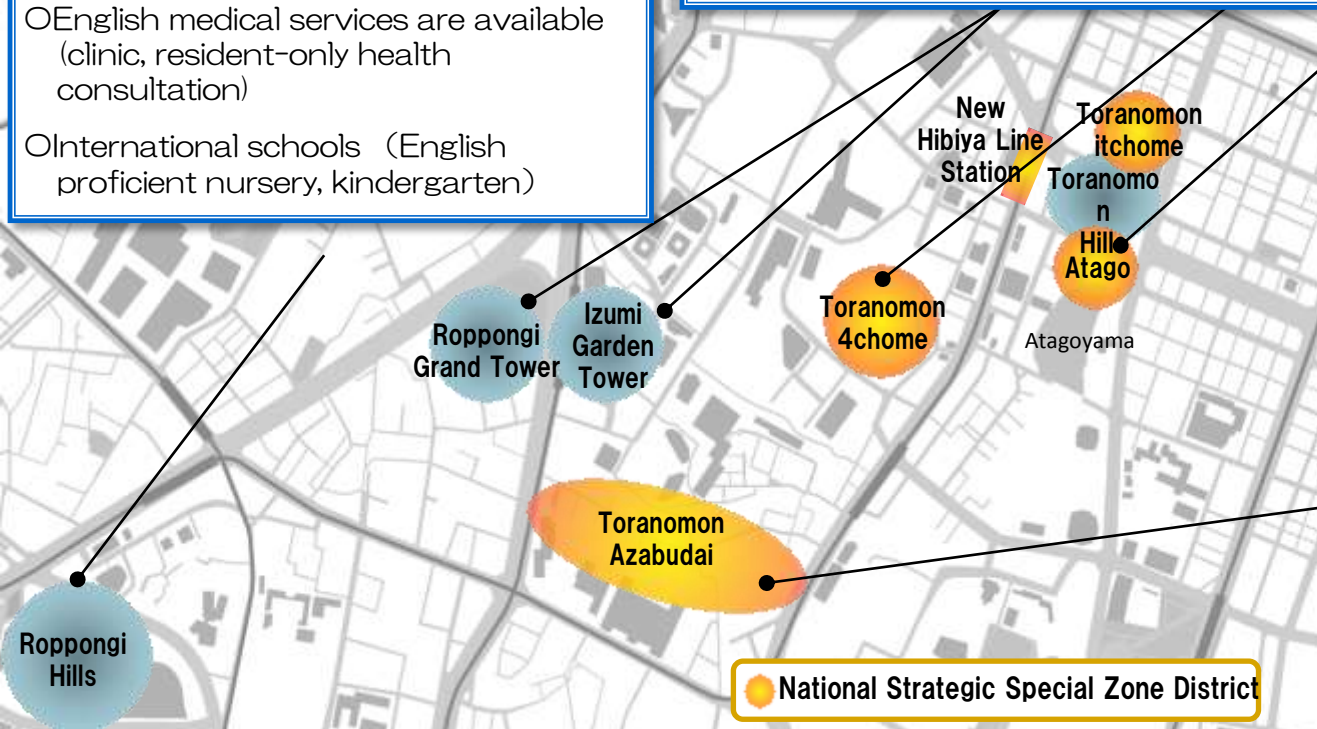 ○English medical services are available
(clinic, resident-only health
consultation)
○International schools （English
proficient nursery, kindergarten）
New
Hibiya Line
Station
Toranomon
itchome
Toranomo
n
Hills
Atago
Atagoyama
Toranomon
4chome
Izumi
Garden
Tower
Roppongi
Grand Tower
Toranomon
Azabudai
Roppongi
Hills
National Strategic Special Zone District